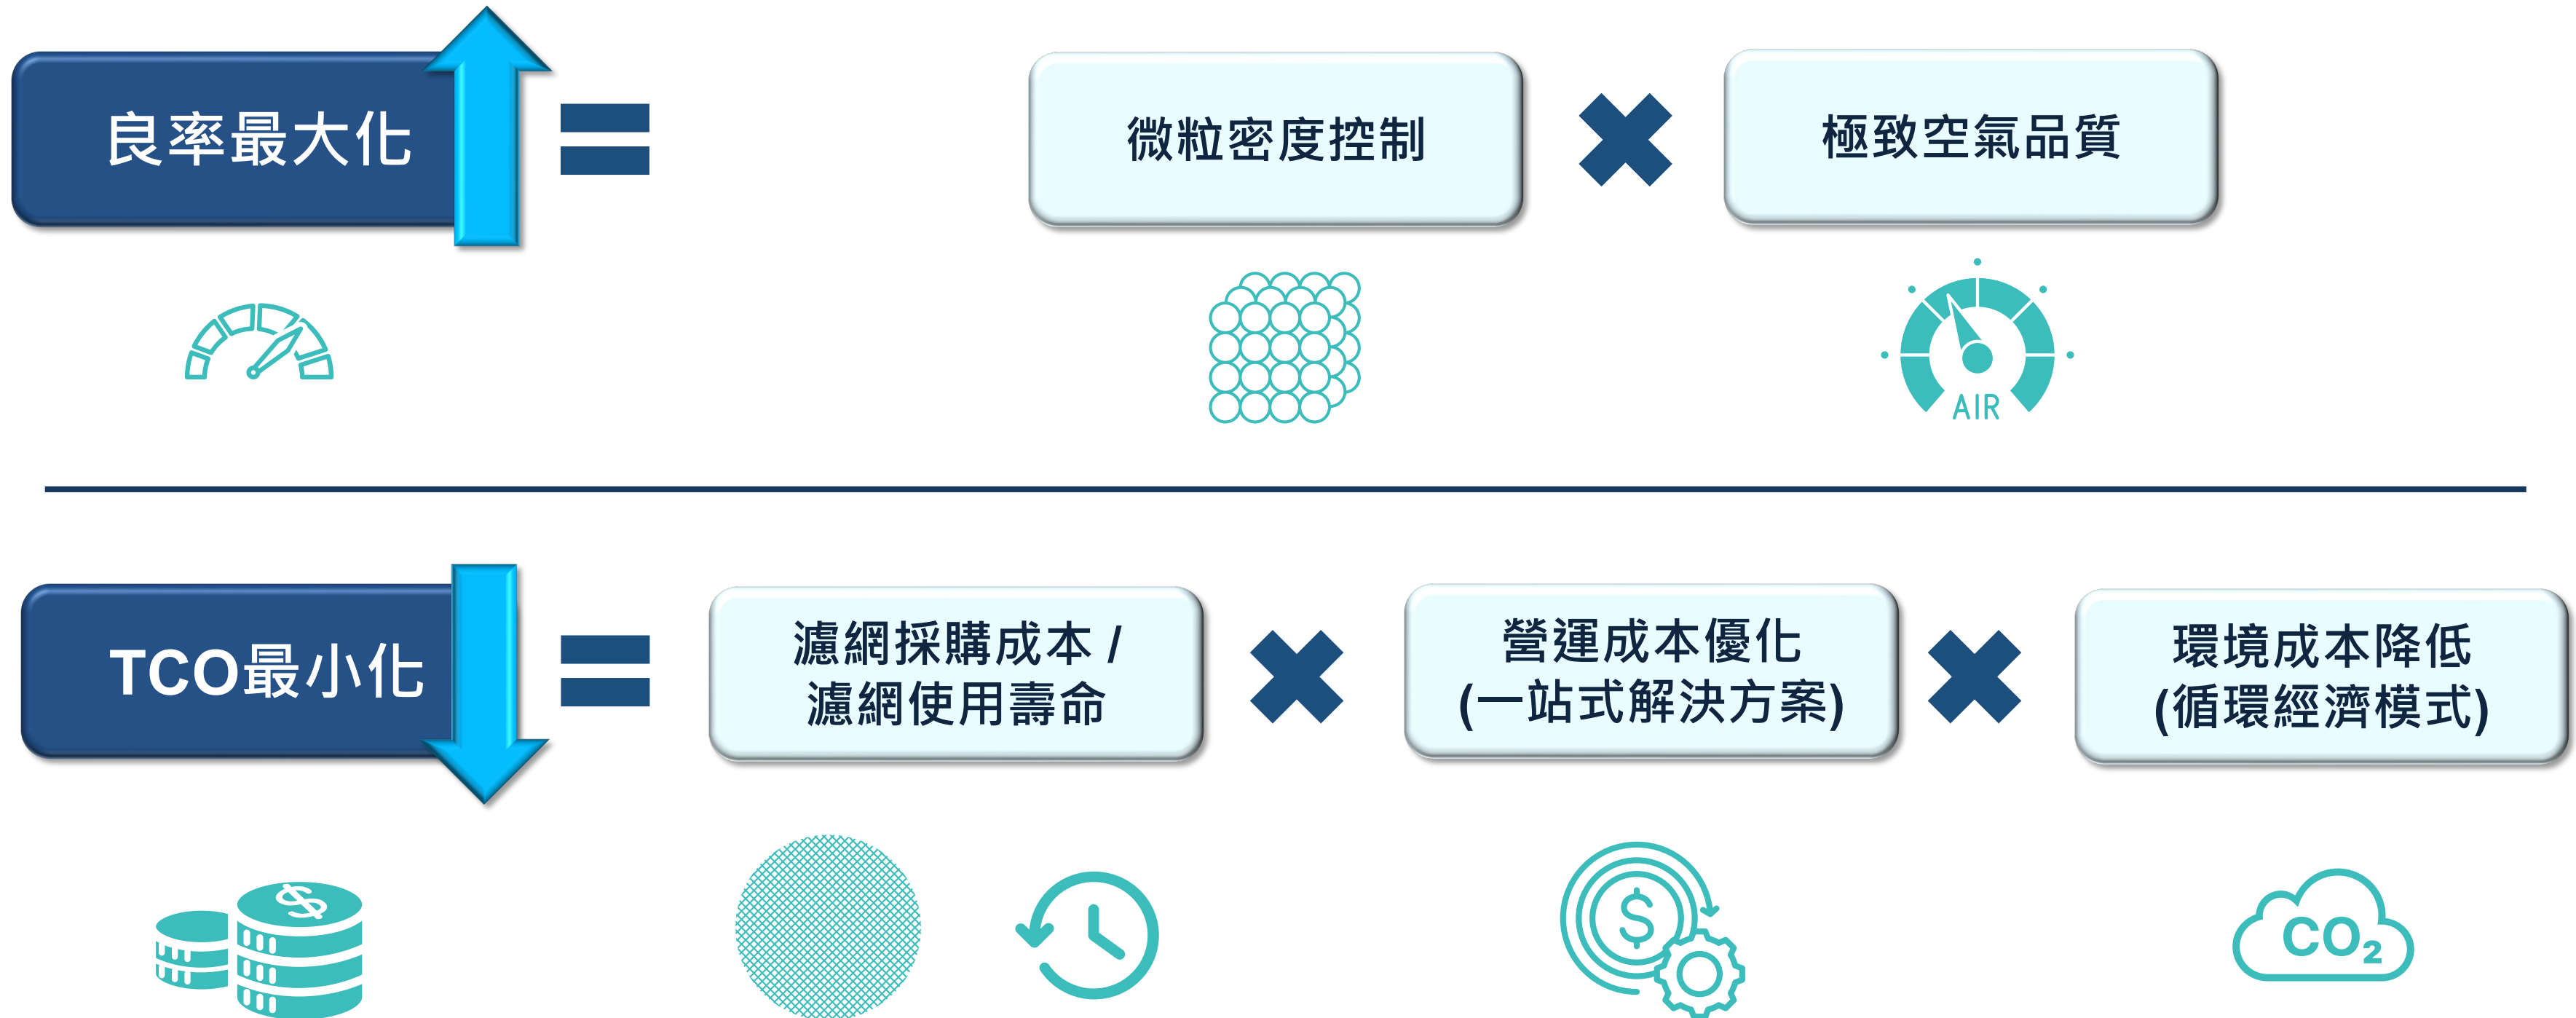 良率最大化
微粒密度控制
極致空氣品質
AIR
TCO最小化
濾網採購成本 /
濾網使用壽命
營運成本優化
(一站式解決方案)
環境成本降低
(循環經濟模式)
$
$
CO₂